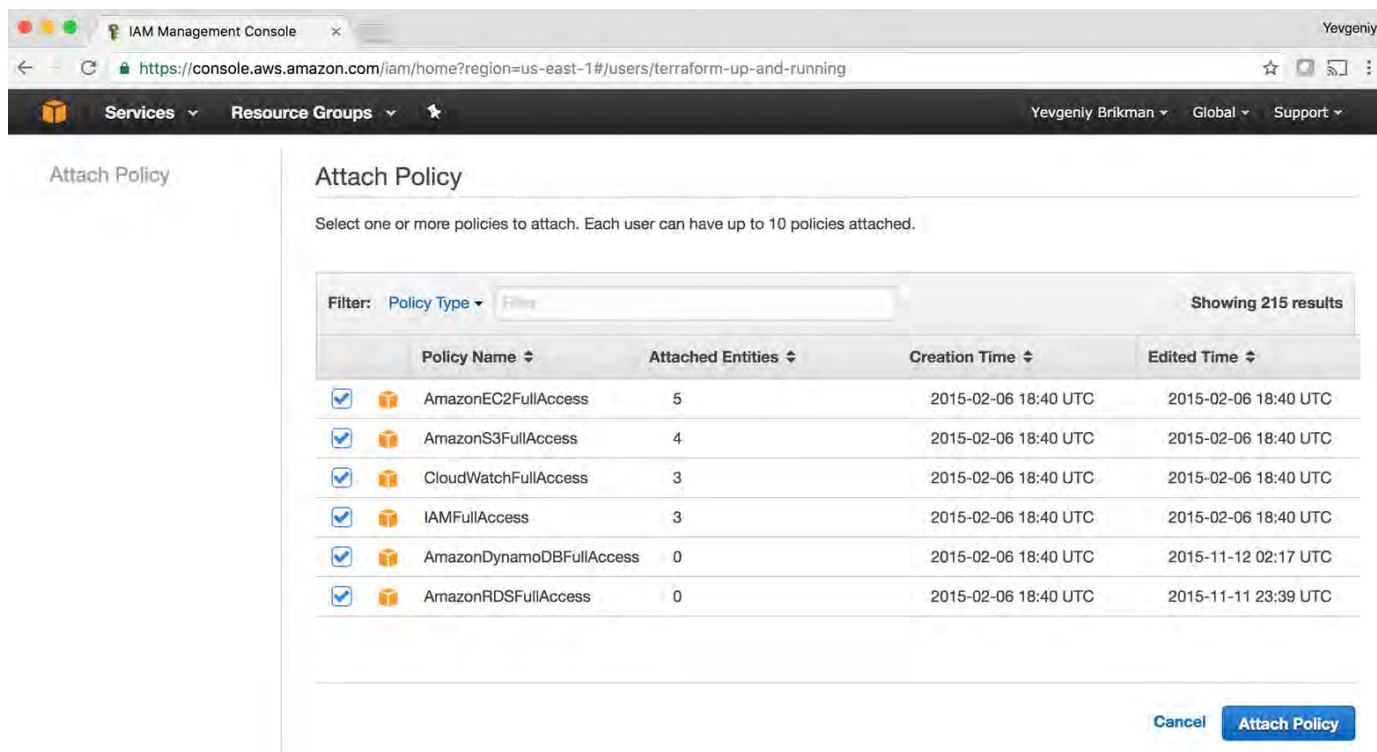 IAM Management Console
Yevgeniy
https://console.aws.amazon.com/iam/home?region=us-east-1#/users/terraform-up-and-running
Services Resource Groups Yevgeniy Brikman Global Support
Attach Policy
Attach Policy
Select one or more policies to attach. Each user can have up to 10 policies attached.
Filter: Policy Type Filter Showing 215 results
Policy Name Attached Entities Creation Time Edited Time
AmazonEC2FullAccess 5 2015-02-06 18:40 UTC 2015-02-06 18:40 UTC
AmazonS3FullAccess 4 2015-02-06 18:40 UTC 2015-02-06 18:40 UTC
CloudWatchFullAccess 3 2015-02-06 18:40 UTC 2015-02-06 18:40 UTC
IAMFullAccess 3 2015-02-06 18:40 UTC 2015-02-06 18:40 UTC
AmazonDynamoDBFullAccess 0 2015-02-06 18:40 UTC 2015-11-12 02:17 UTC
AmazonRDSFullAccess 0 2015-02-06 18:40 UTC 2015-11-11 23:39 UTC
Cancel Attach Policy